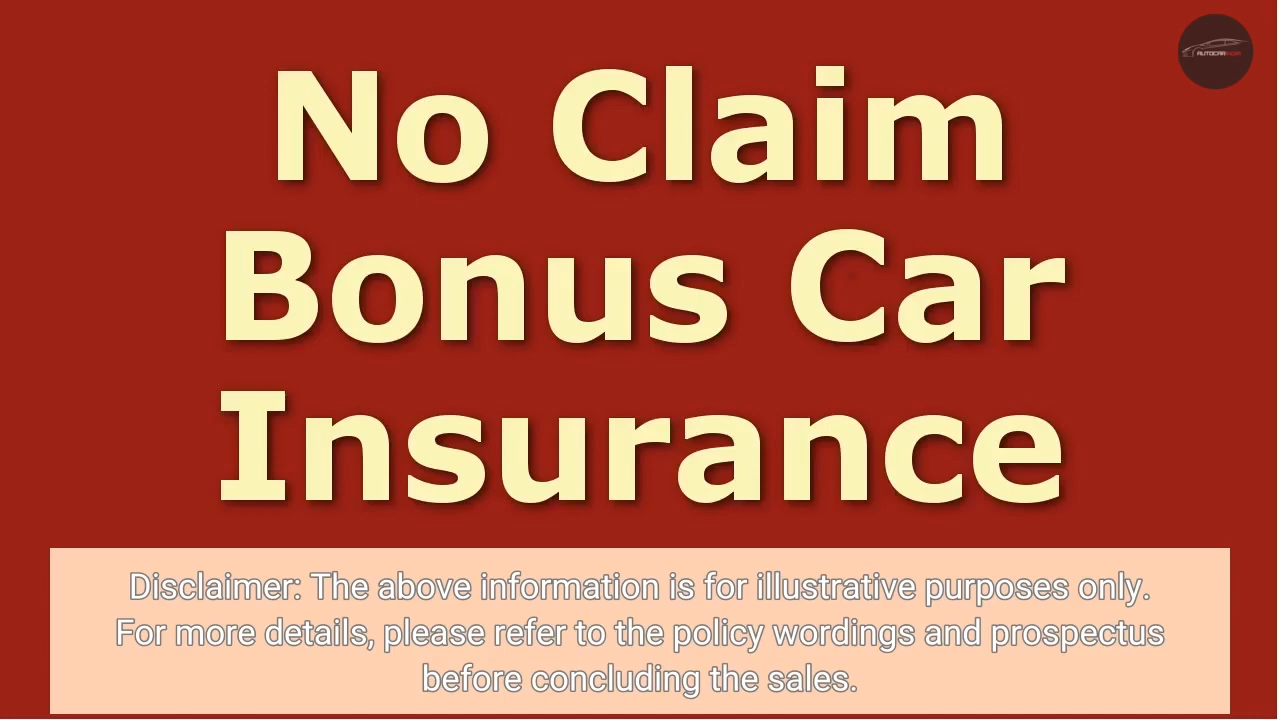 AUTOCARINDIA
No Claim
Bonus Car
Insurance
Disclaimer: The above information is for illustrative purposes only.
For more details, please refer to the policy wordings and prospectus
before concluding the sales.